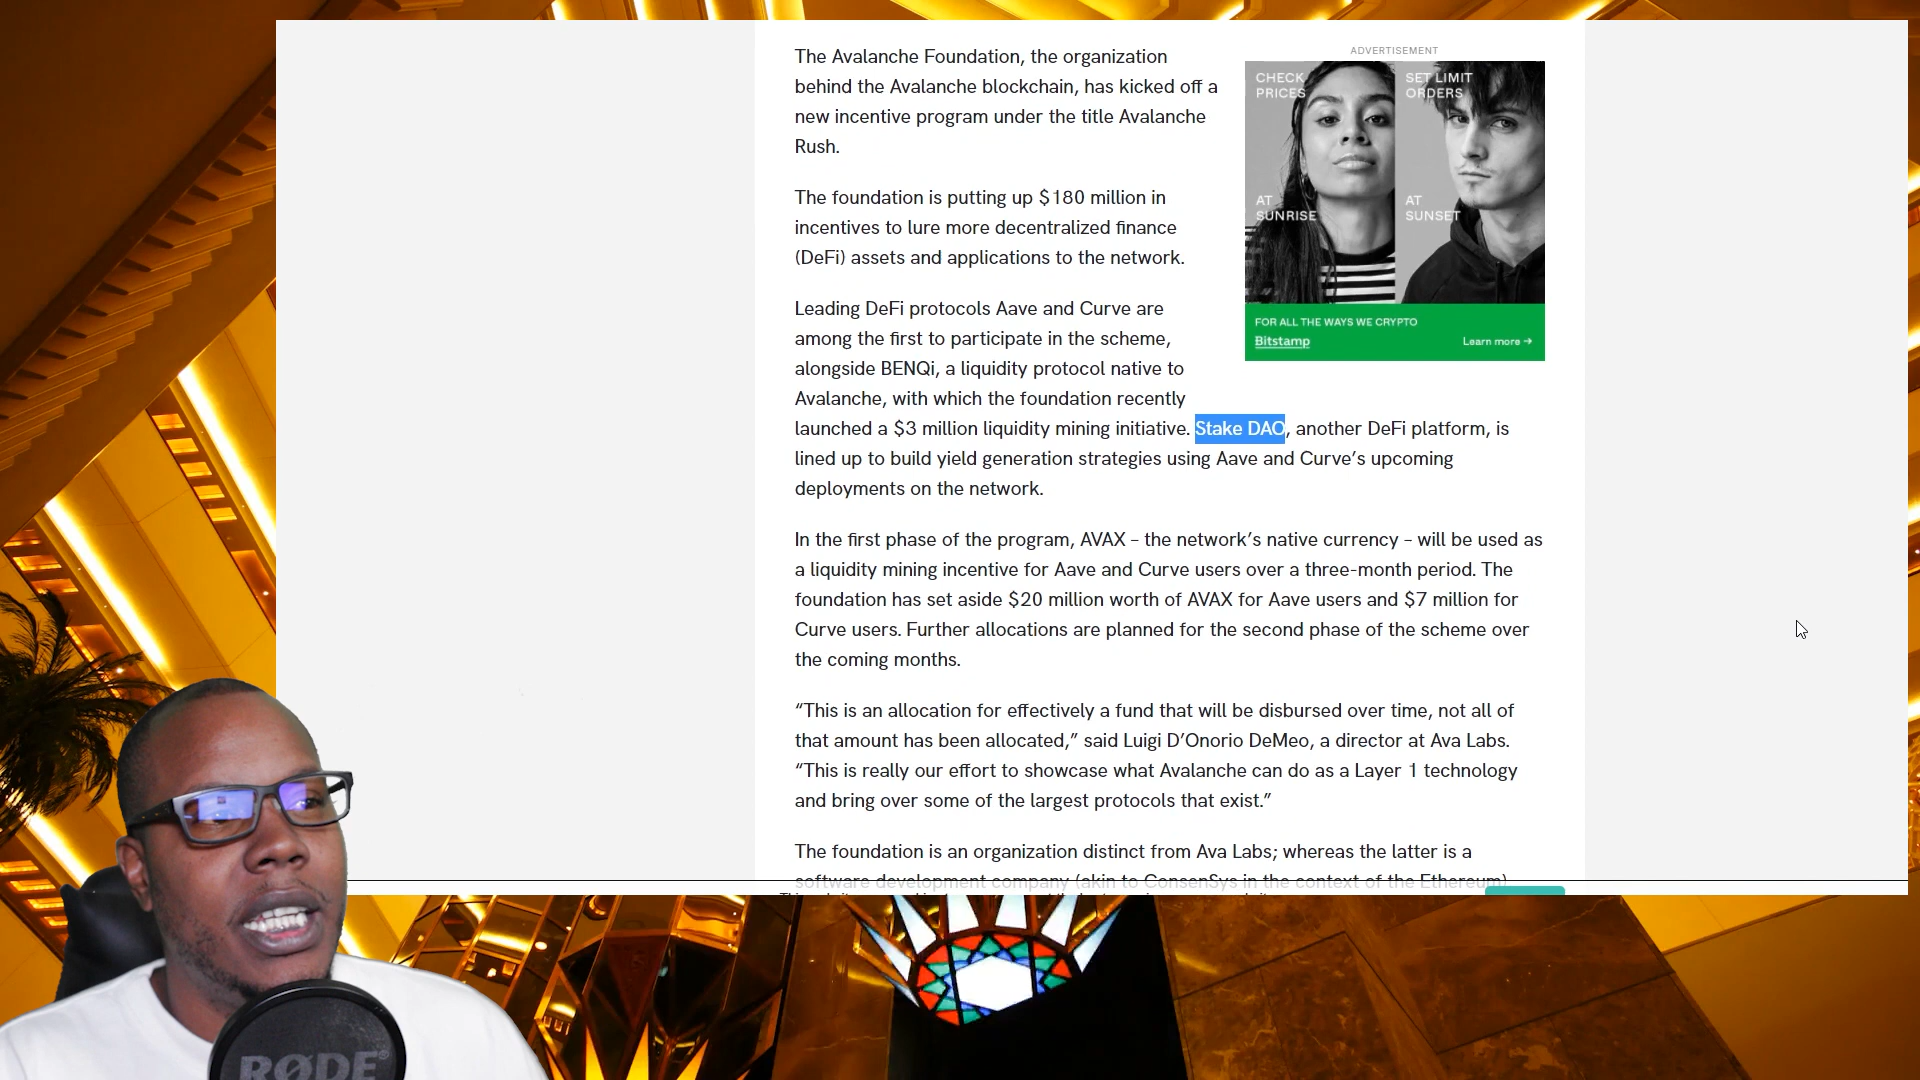 The Avalanche Foundation, the organization
behind the Avalanche blockchain, has kicked off a
new incentive program under the title Avalanche
Rush.
The foundation is putting up $180 million in
incentives to lure more decentralized finance
(DeFi) assets and applications to the network.
Leading DeFi protocols Aave and Curve are
among the first to participate in the scheme,
alongside BENQi, a liquidity protocol native to
Avalanche, with which the foundation recently
launched a $3 million liquidity mining initiative. Stake DAO, another DeFi platform, is
lined up to build yield generation strategies using Aave and Curve’s upcoming
deployments on the network.
In the first phase of the program, AVAX – the network’s native currency – will be used as
a liquidity mining incentive for Aave and Curve users over a three-month period. The
foundation has set aside $20 million worth of AVAX for Aave users and $7 million for
Curve users. Further allocations are planned for the second phase of the scheme over
the coming months.
“This is an allocation for effectively a fund that will be disbursed over time, not all of
that amount has been allocated,” said Luigi D’Onorio DeMeo, a director at Ava Labs.
“This is really our effort to showcase what Avalanche can do as a Layer 1 technology
and bring over some of the largest protocols that exist.”
The foundation is an organization distinct from Ava Labs; whereas the latter is a
software development company (akin to ConsenSys in the context of the Ethereum)
ADVERTISEMENT
CHECK
PRICES
SET LIMIT
ORDERS
AT
SUNRISE
AT
SUNSET
FOR ALL THE WAYS WE CRYPTO
Bitstamp
Learn more →
RØDE®